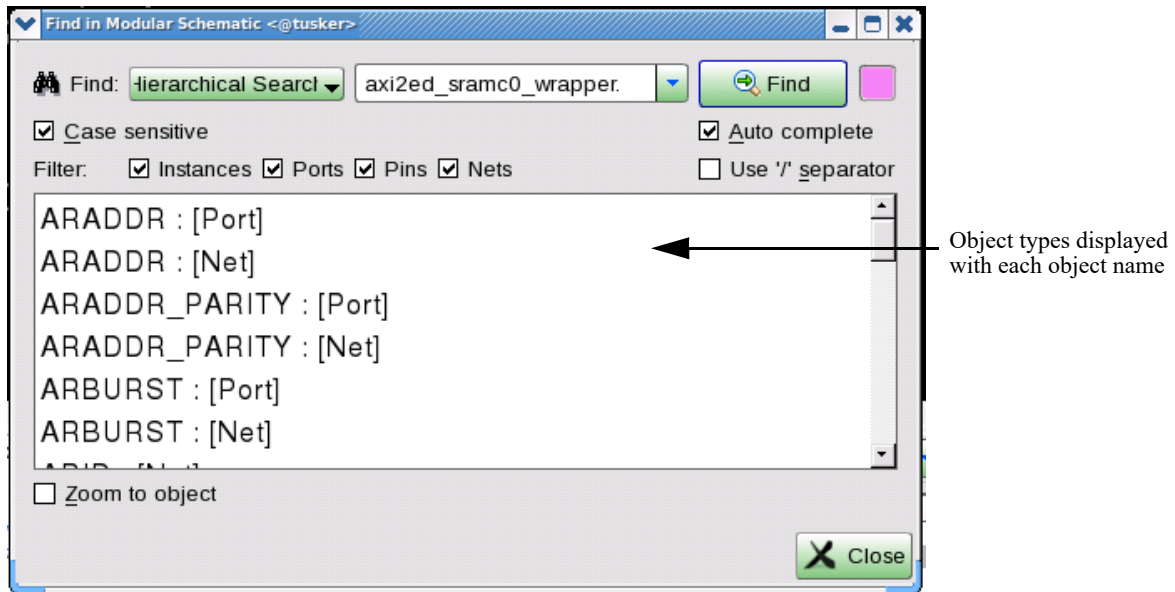 Find in Modular Schematic <@tusker>
Find: Hierarchical Search axi2ed_sramc0_wrapper. Find
Case sensitive Auto complete
Filter: Instances Ports Pins Nets Use '/' separator
ARADDR : [Port]
ARADDR : [Net]
ARADDR_PARITY : [Port]
ARADDR_PARITY : [Net]
ARBURST : [Port]
ARBURST : [Net]
Zoom to object
Close
Object types displayed
with each object name